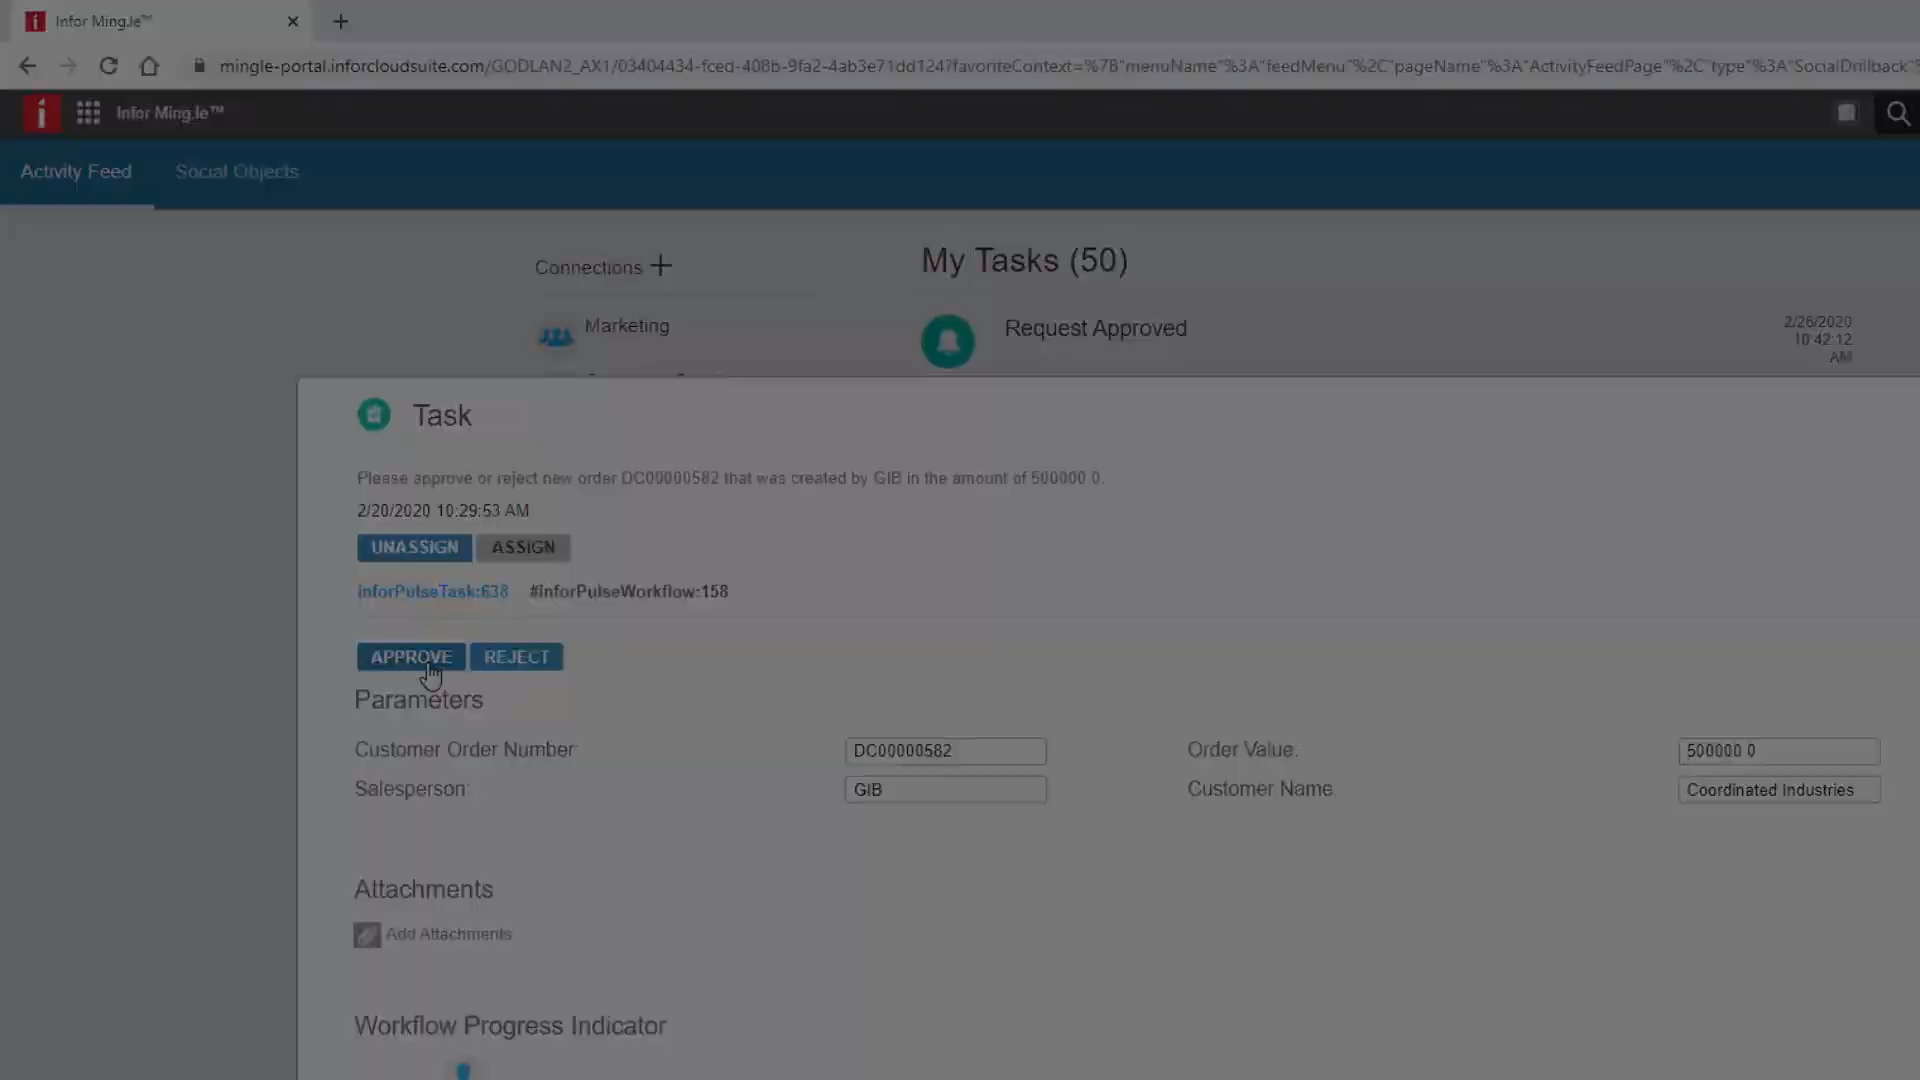 Infor Ming.le™
mingle-portal.inforcloudsuite.com/GODLAN2_AX1/03404434-fced-408b-9fa2-4ab3e71dd124?favoriteContext=%7B"menuName"%3A"feedMenu"%2C"pageName"%3A"ActivityFeedPage"%2C"type"%3A"SocialDrillback"
Infor Ming.le™
Activity Feed Social Objects
Connections +
My Tasks (50)
Marketing
Request Approved
2/26/2020
10:42:12
AM
Task
Please approve or reject new order DC00000582 that was created by GIB in the amount of 500000.0.
2/20/2020 10:29:53 AM
UNASSIGN ASSIGN
inforPulseTask:638 #inforPulseWorkflow:158
APPROVE REJECT
Parameters
Customer Order Number: DC00000582 Order Value: 500000.0
Salesperson: GIB Customer Name: Coordinated Industries
Attachments
Add Attachments
Workflow Progress Indicator